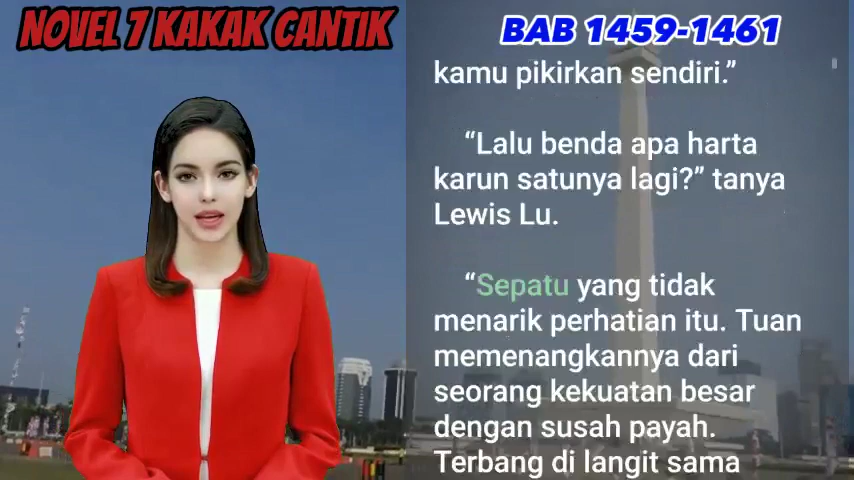 NOVEL 7 KAKAK CANTIK
BAB 1459-1461
kamu pikirkan sendiri.”
“Lalu benda apa harta
karun satunya lagi?” tanya
Lewis Lu.
“Sepatu yang tidak
menarik perhatian itu. Tuan
memenangkannya dari
seorang kekuatan besar
dengan susah payah.
Terbang di langit sama